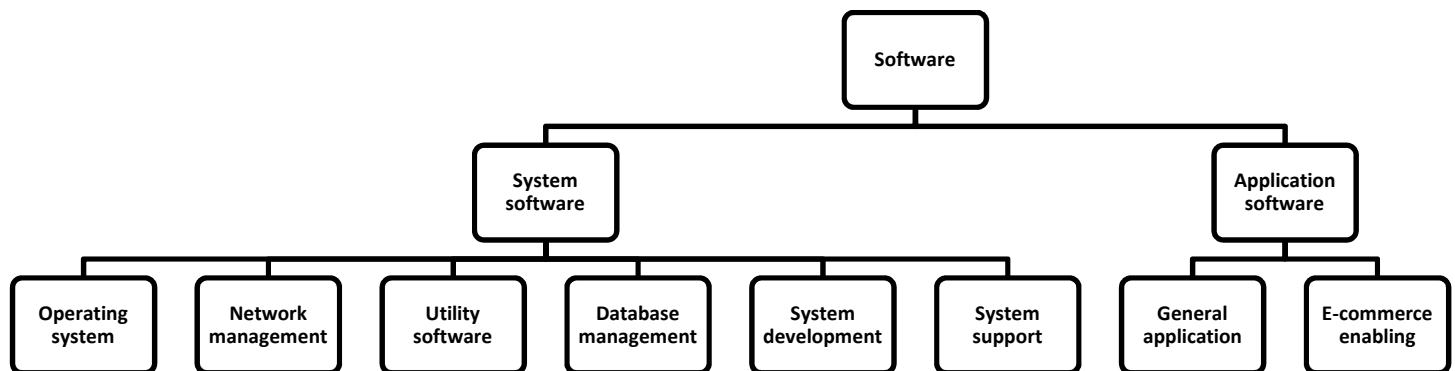 Software
System
software
Application
software
Operating
system
Network
management
Utility
software
Database
management
System
development
System
support
General
application
E-commerce
enabling